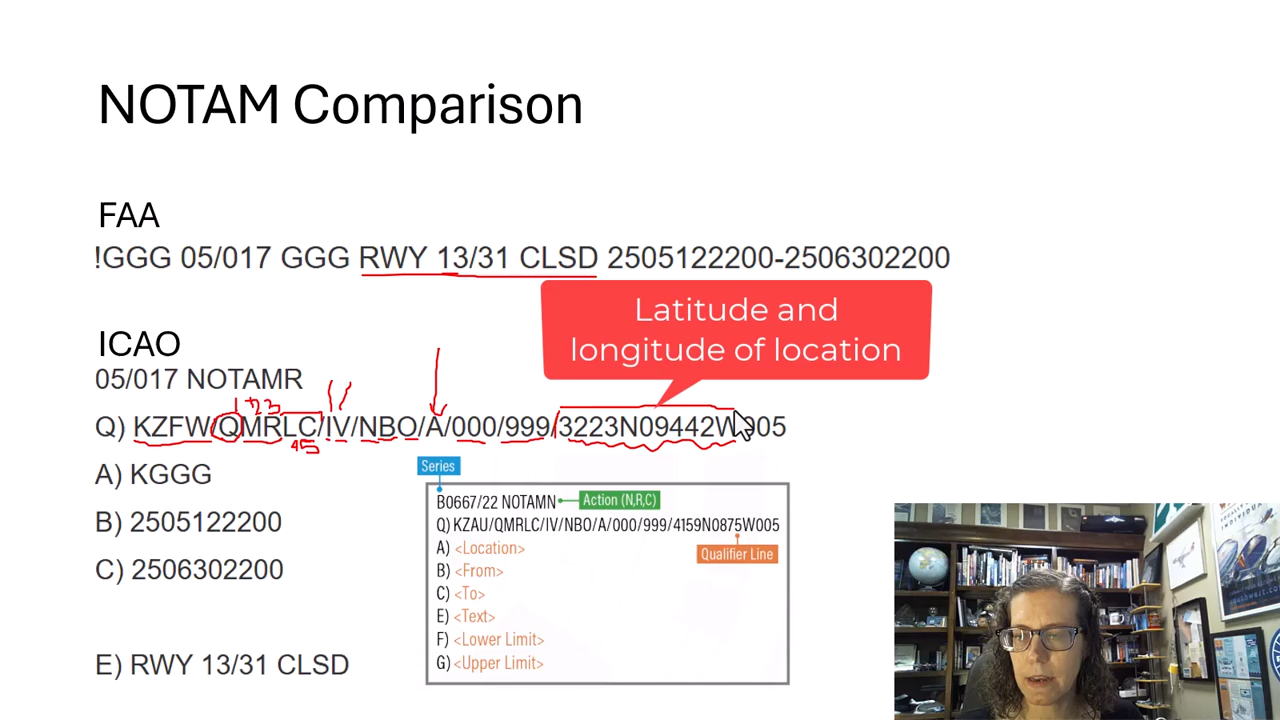 NOTAM Comparison
FAA
!GGG 05/017 GGG RWY 13/31 CLSD 2505122200-2506302200
Latitude and
longitude of location
ICAO
05/017 NOTAMR
Q) KZFW/QMRLC/IV/NBO/A/000/999/3223N09442W005
23
45
A) KGGG
B) 2505122200
C) 2506302200
E) RWY 13/31 CLSD
Series
B0667/22 NOTAMN
Action (N,R,C)
Q) KZAU/QMRLC/IV/NBO/A/000/999/4159N0875W005
Qualifier Line
A) <Location>
B) <From>
C) <To>
E) <Text>
F) <Lower Limit>
G) <Upper Limit>